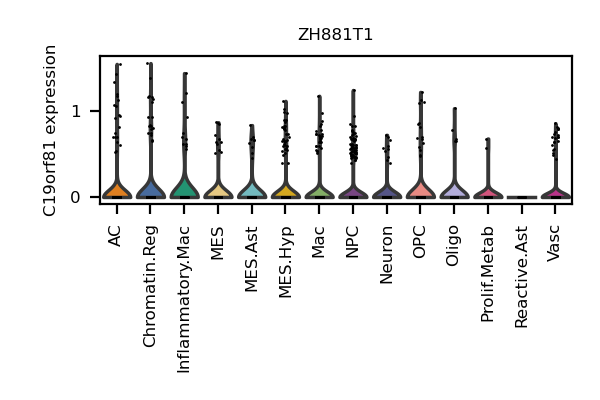 ZH881T1
C19orf81 expression
1
0
AC
Chromatin.Reg
Inflammatory.Mac
MES
MES.Ast
MES.Hyp
Mac
NPC
Neuron
OPC
Oligo
Prolif.Metab
Reactive.Ast
Vasc